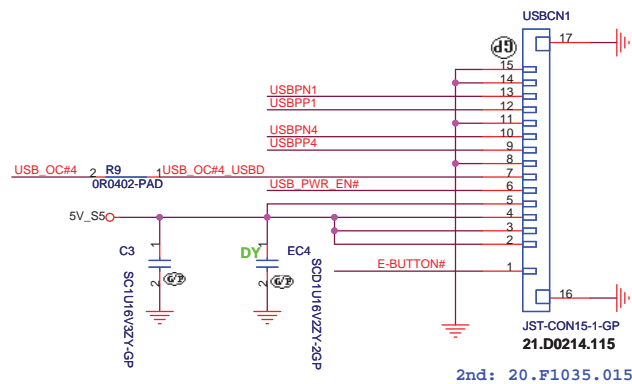 USBCN1
17
GP
15
14
USBPN1
13
USBPP1
12
11
USBPN4
10
USBPP4
9
8
USB_OC#4
2
R9
1
USB_OC#4_USBD
7
0R0402-PAD
USB_PWR_EN#
6
5
5V_S5
4
3
2
C3
1
DY
1
EC4
E-BUTTON#
1
G/P
G/P
2
2
16
SC1U16V3ZY-GP
SCD1U16V2ZY-2GP
JST-CON15-1-GP
21.D0214.115
2nd: 20.F1035.015